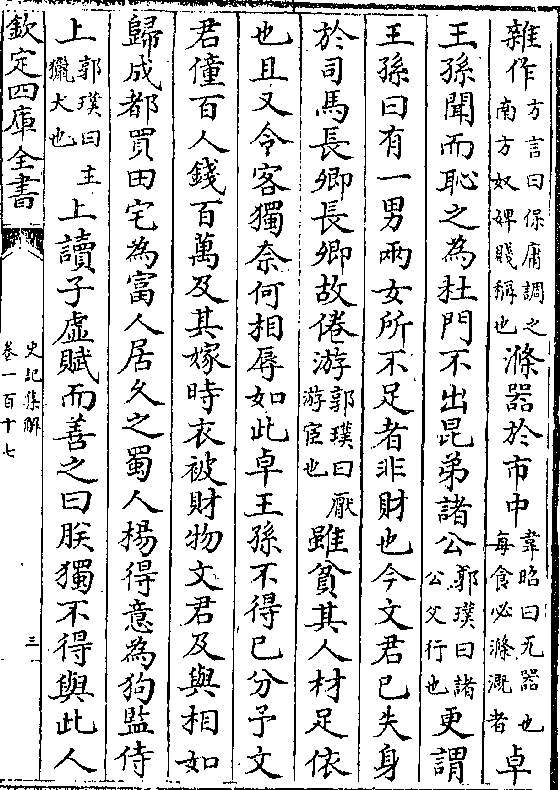 雜作方言曰保庸謂之南方奴婢賤稱也滌器於市中韋昭曰瓦器也每食必滌溉者卓
王孫聞而恥之為杜門不出昆弟諸公郭璞曰諸公父行也更謂
王孫曰有一男兩女所不足者非財也今文君已失身
於司馬長卿長卿故倦游郭璞曰厭游宦也雖貧其人材足依
也且又令客獨奈何相辱如此卓王孫不得已分予文
君僮百人錢百萬及其嫁時衣被財物文君乃與相如
歸成都買田宅為富人居久之蜀人楊得意為狗監侍
上郭璞曰主獵犬也上讀子虛賦而善之曰朕獨不得與此人
欽定四庫全書
史記集解
卷一百十七
三